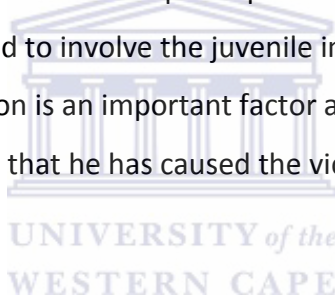 d to involve the juvenile in
on is an important factor a
that he has caused the vic
UNIVERSITY of the
WESTERN CAPE